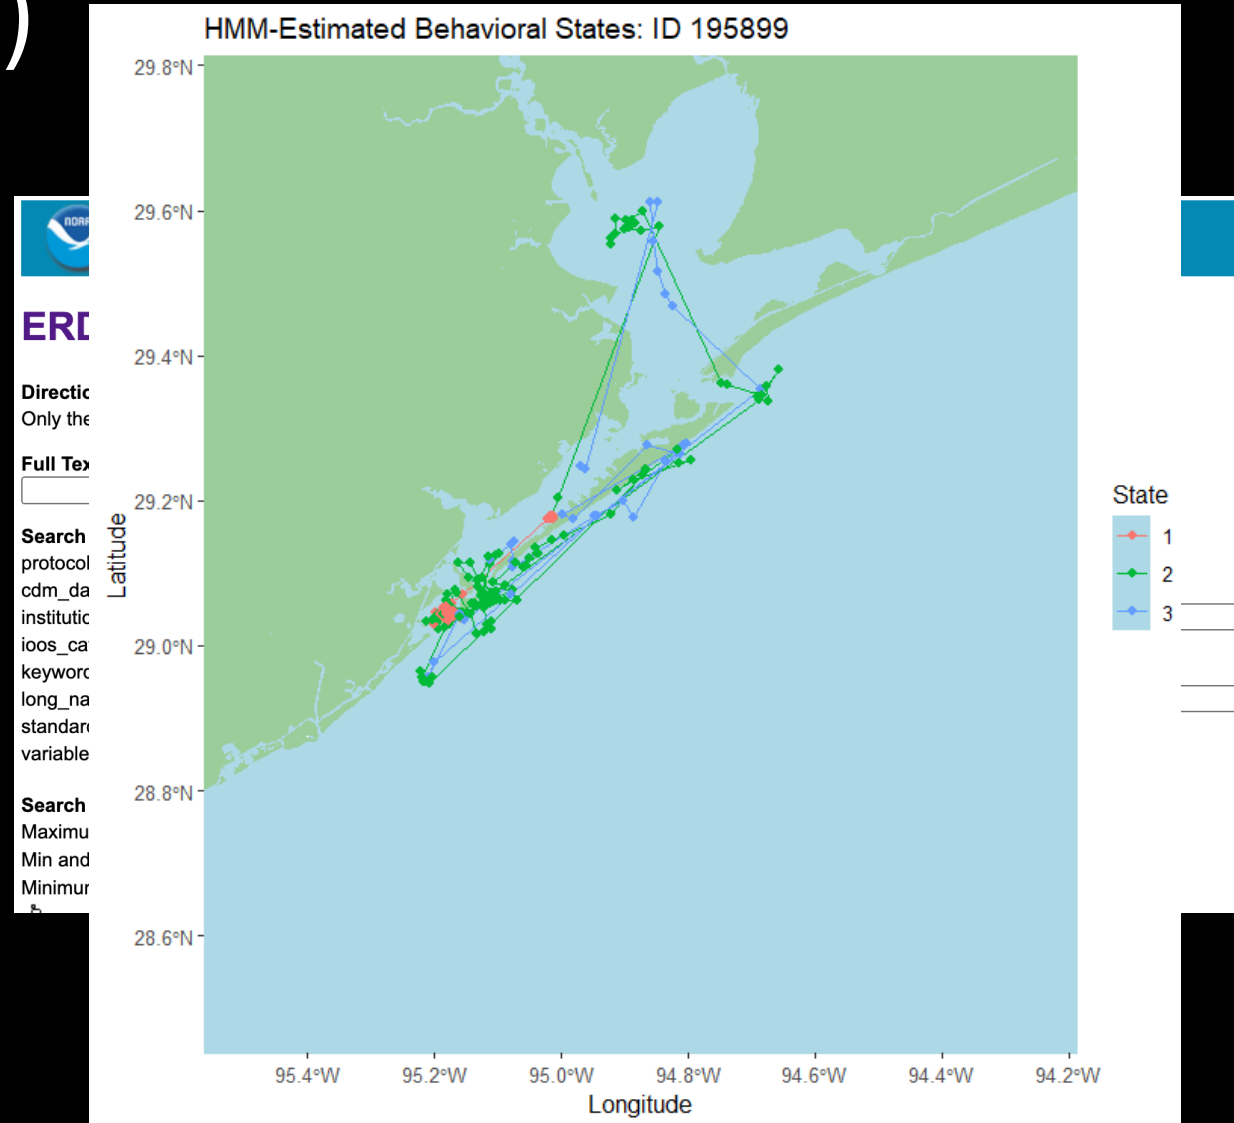 )
HMM-Estimated Behavioral States: ID 195899
29.8°N
29.6°N
29.4°N
29.2°N
29.0°N
28.8°N
28.6°N
Latitude
95.4°W 95.2°W 95.0°W 94.8°W 94.6°W 94.4°W 94.2°W
Longitude
State
1
2
3
NOAA
ERD
Directio
Only the
Full Tex
Search
protocol
cdm_da
institutio
ioos_ca
keyword
long_na
standard
variable
Search
Maximu
Min and
Minimur